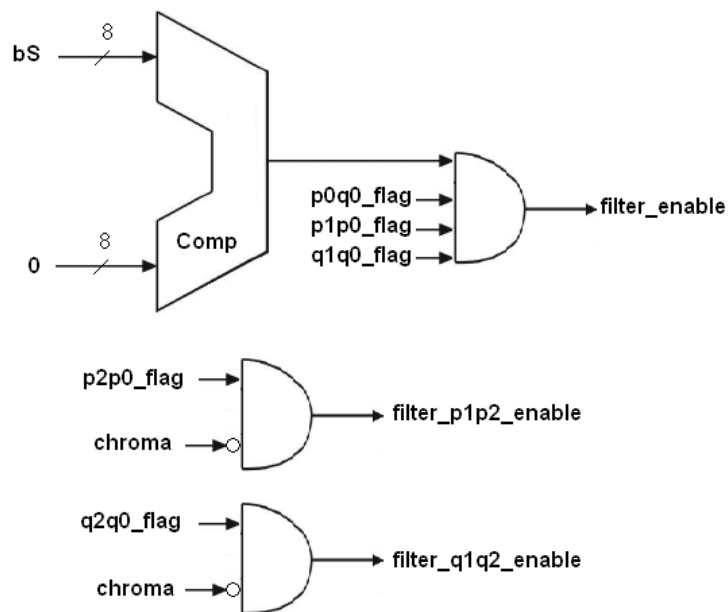 8
bS
p0q0_flag
filter_enable
p1p0_flag
8
Comp
q1q0_flag
0
p2p0_flag
filter_p1p2_enable
chroma
q2q0_flag
filter_q1q2_enable
chroma